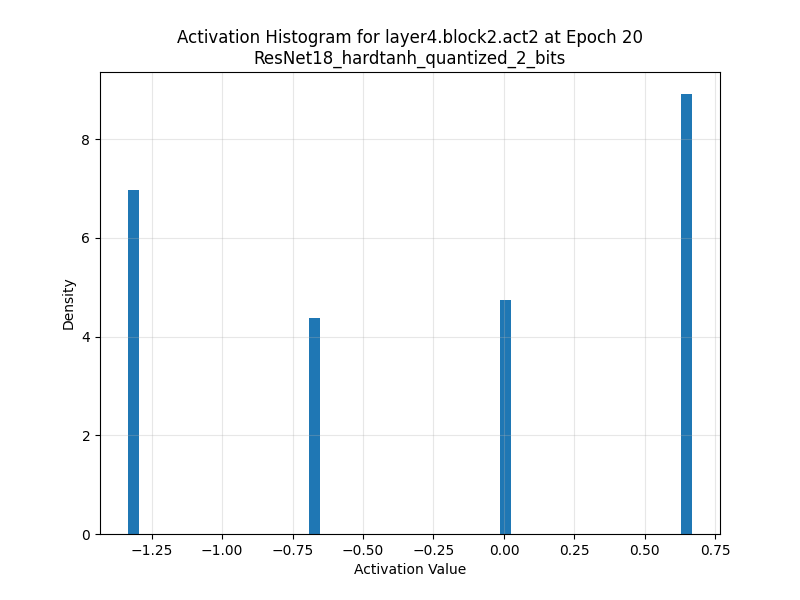 Activation Histogram for layer4.block2.act2 at Epoch 20
ResNet18_hardtanh_quantized_2_bits
Density
8
6
4
2
0
−1.25 −1.00 −0.75 −0.50 −0.25 0.00 0.25 0.50 0.75
Activation Value